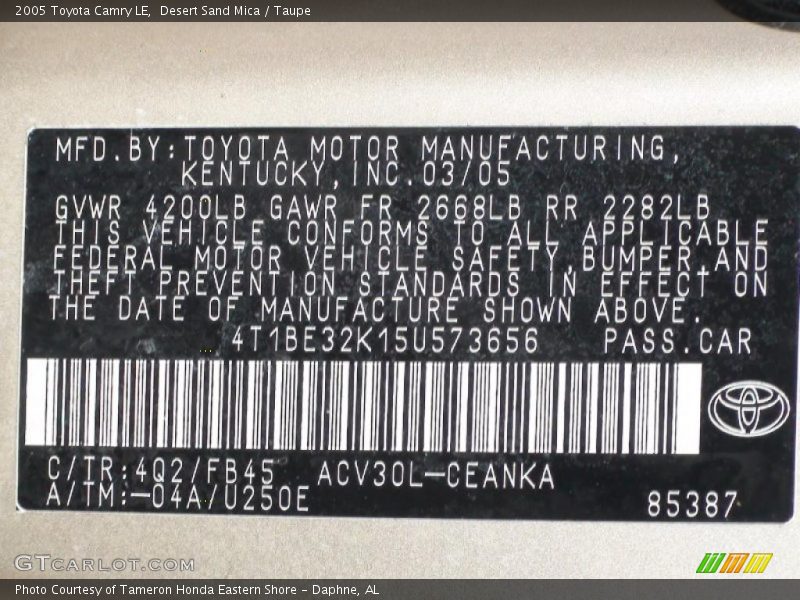 2005 Toyota Camry LE,  Desert Sand Mica / Taupe
MFD.BY:TOYOTA MOTOR MANUFACTURING,
KENTUCKY,INC.03/05
GVWR 4200LB GAWR FR 2668LB RR 2282LB
THIS VEHICLE CONFORMS TO ALL APPLICABLE
FEDERAL MOTOR VEHICLE SAFETY,BUMPER,AND
THEFT PREVENTION STANDARDS IN EFFECT ON
THE DATE OF MANUFACTURE SHOWN ABOVE.
4T1BE32K15U573656 PASS.CAR
C/TR:4Q2/FB45 ACV30L-CEANKA
A/TM:-04A/U250E
85387
GTCARLOT.COM
Photo Courtesy of Tameron Honda Eastern Shore - Daphne, AL